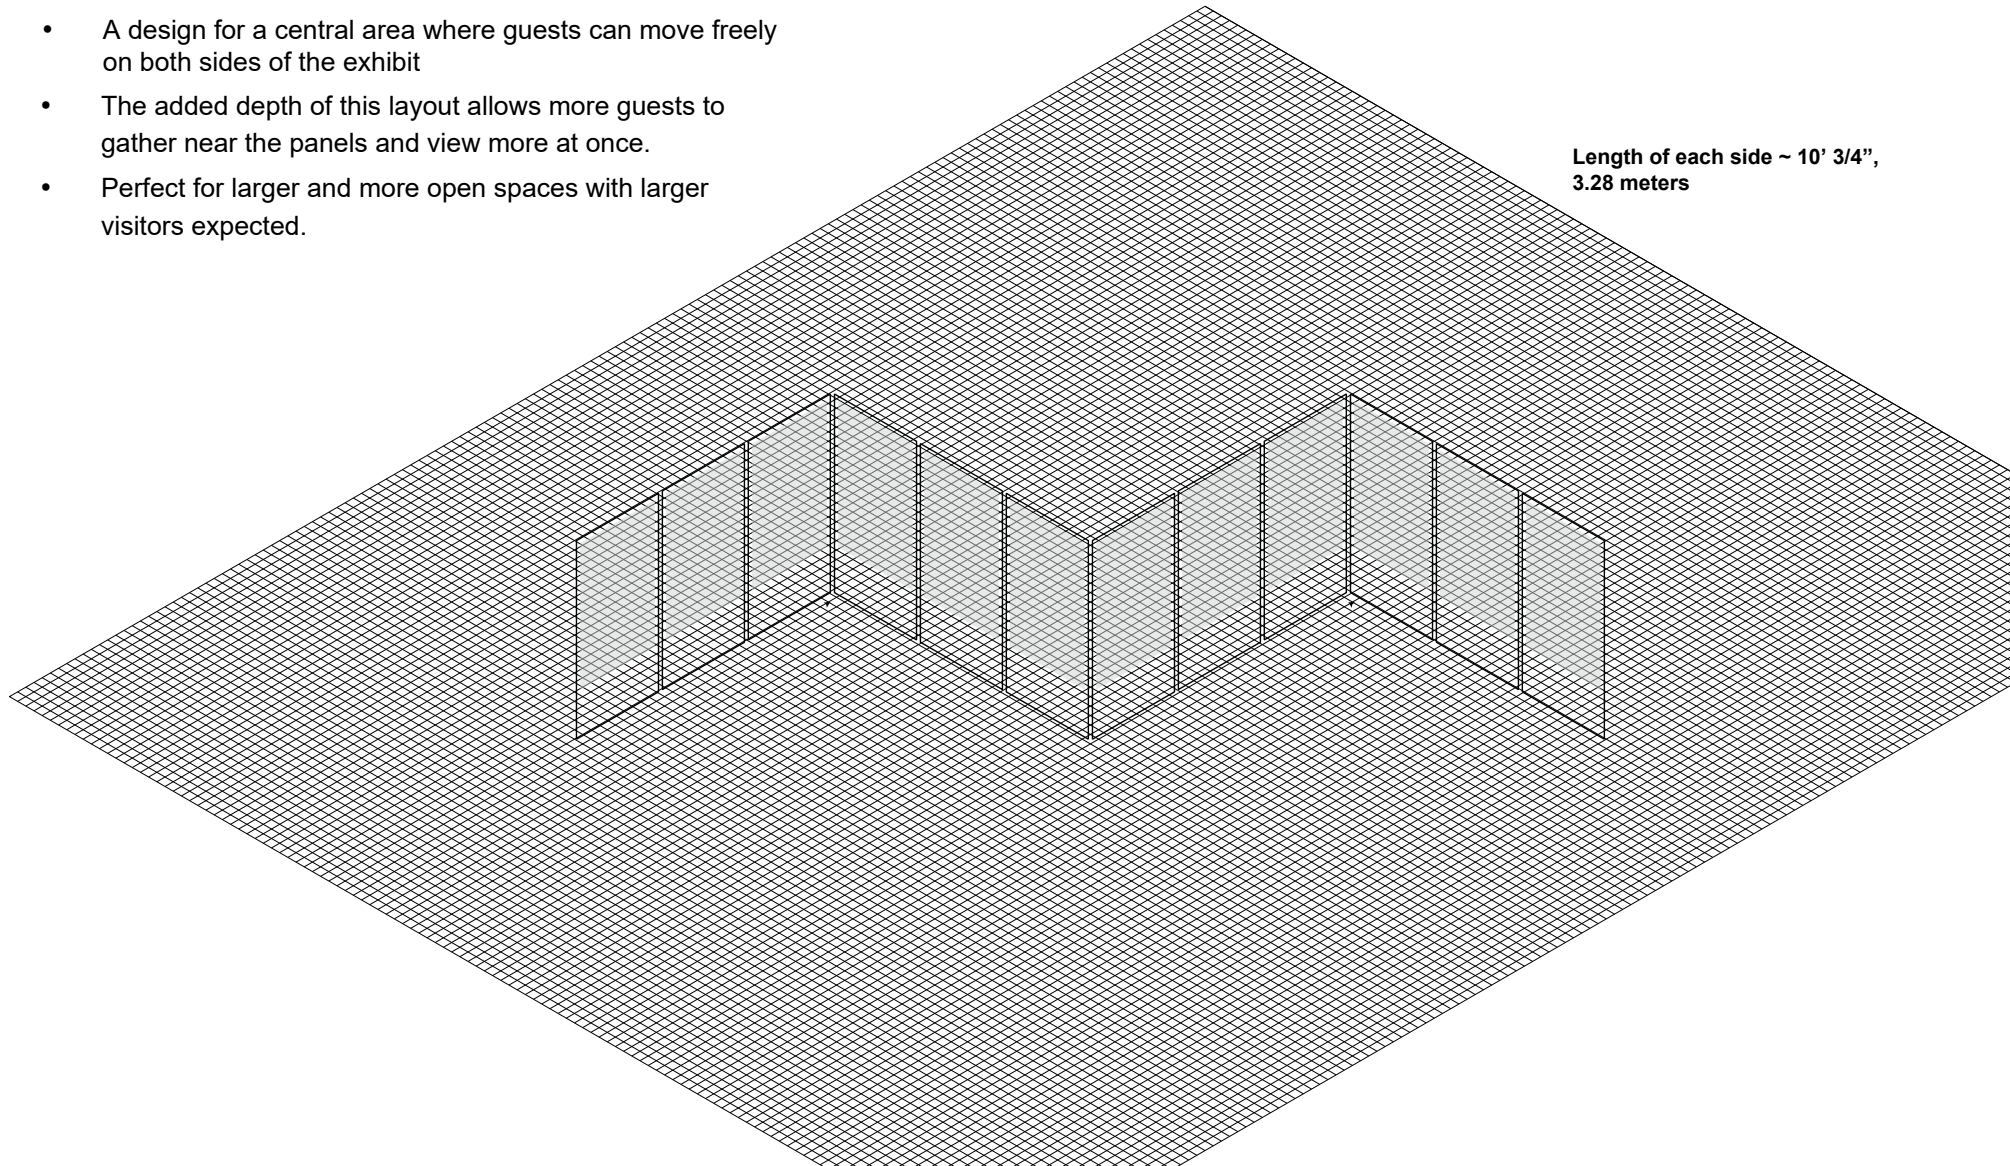 • A design for a central area where guests can move freely
on both sides of the exhibit
• The added depth of this layout allows more guests to
gather near the panels and view more at once.
• Perfect for larger and more open spaces with larger
visitors expected.
Length of each side ~ 10’ 3/4”,
3.28 meters